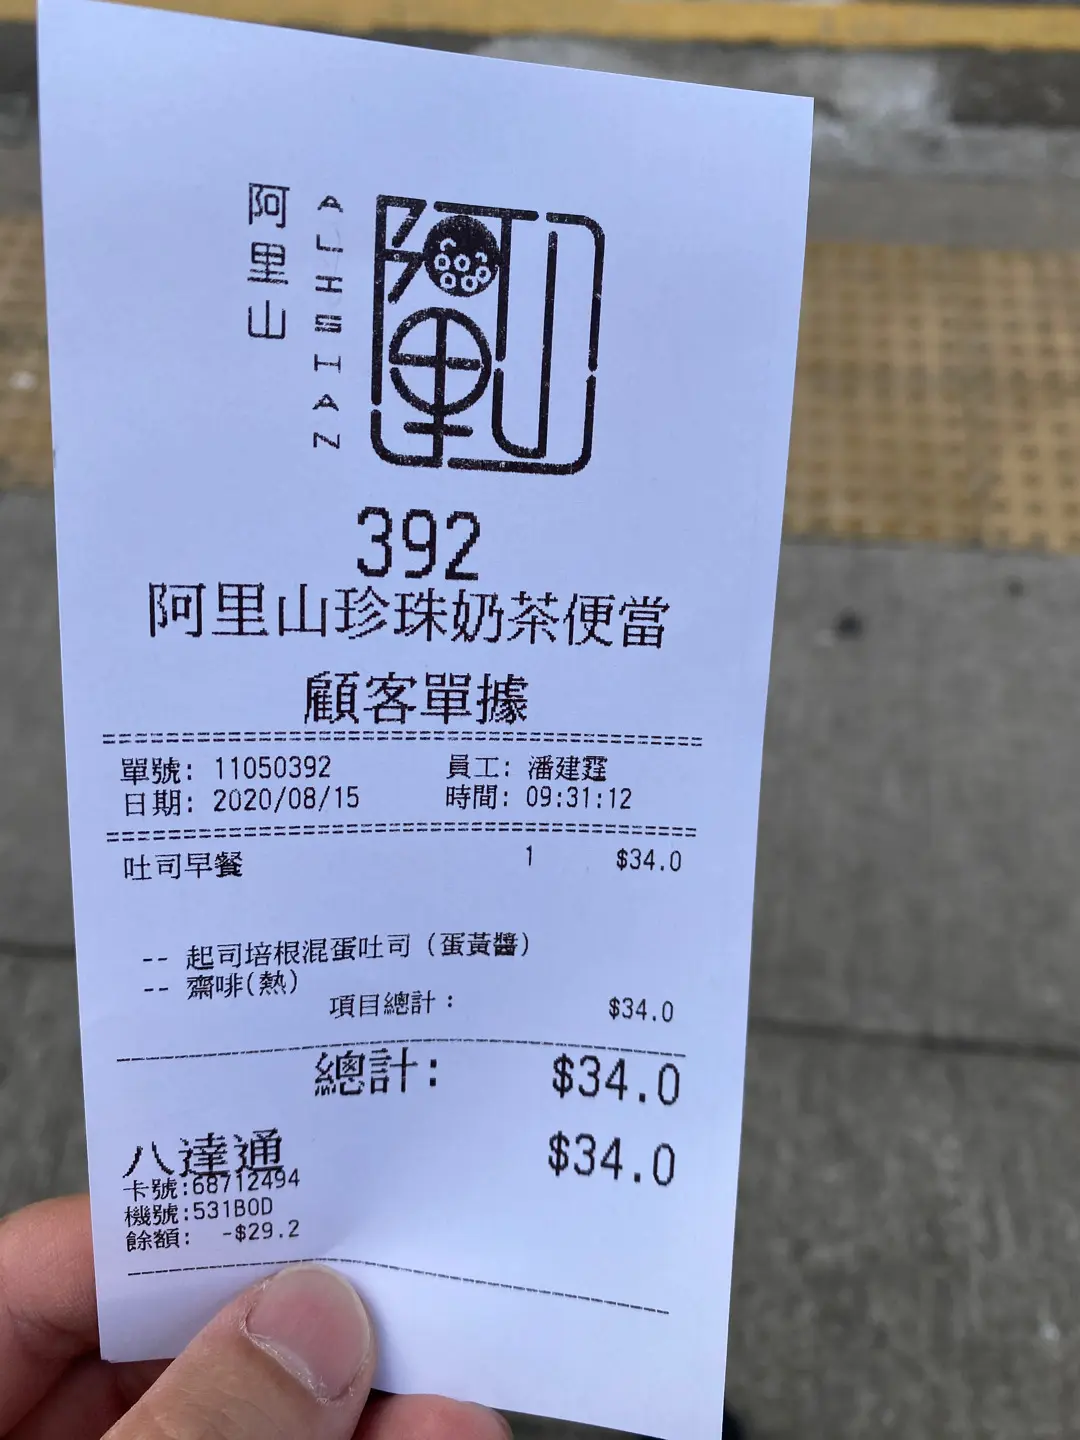 阿里山
ALISHAN
阿里山
392
阿里山珍珠奶茶便當
顧客單據
單號: 11050392 員工: 潘建霆
日期: 2020/08/15 時間: 09:31:12
吐司早餐 1 $34.0
-- 起司培根混蛋吐司 (蛋黃醬)
-- 齋啡(熱)
項目總計: $34.0
總計: $34.0
八達通 $34.0
卡號:68712494
機號:531B0D
餘額: -$29.2